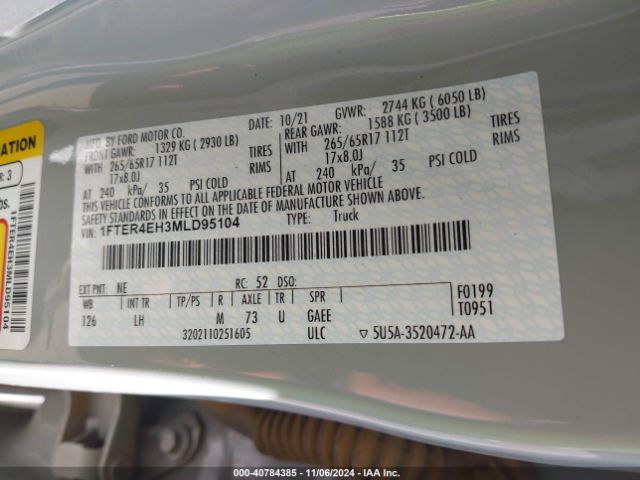 MFD. BY FORD MOTOR CO. DATE: 10/21 GVWR: 2744 KG ( 6050 LB)
FRONT GAWR: 1329 KG ( 2930 LB) REAR GAWR: 1588 KG ( 3500 LB)
WITH 265/65R17 112T TIRES WITH 265/65R17 112T TIRES
17x8.0J RIMS 17x8.0J RIMS
AT 240 kPa/ 35 PSI COLD AT 240 kPa/ 35 PSI COLD
THIS VEHICLE CONFORMS TO ALL APPLICABLE FEDERAL MOTOR VEHICLE
SAFETY STANDARDS IN EFFECT ON THE DATE OF MANUFACTURE SHOWN ABOVE.
VIN: 1FTER4EH3MLD95104 TYPE: Truck
EXT PNT: NE RC: 52 DSO:
WB INT TR TP/PS R AXLE TR SPR F0199
126 LH M 73 U GAEE T0951
3202110251605 ULC 5U5A-3520472-AA
ATION
R: 3
lbs.
1FTER4EH3MLD95104
000-40784385 - 11/06/2024 - IAA Inc.